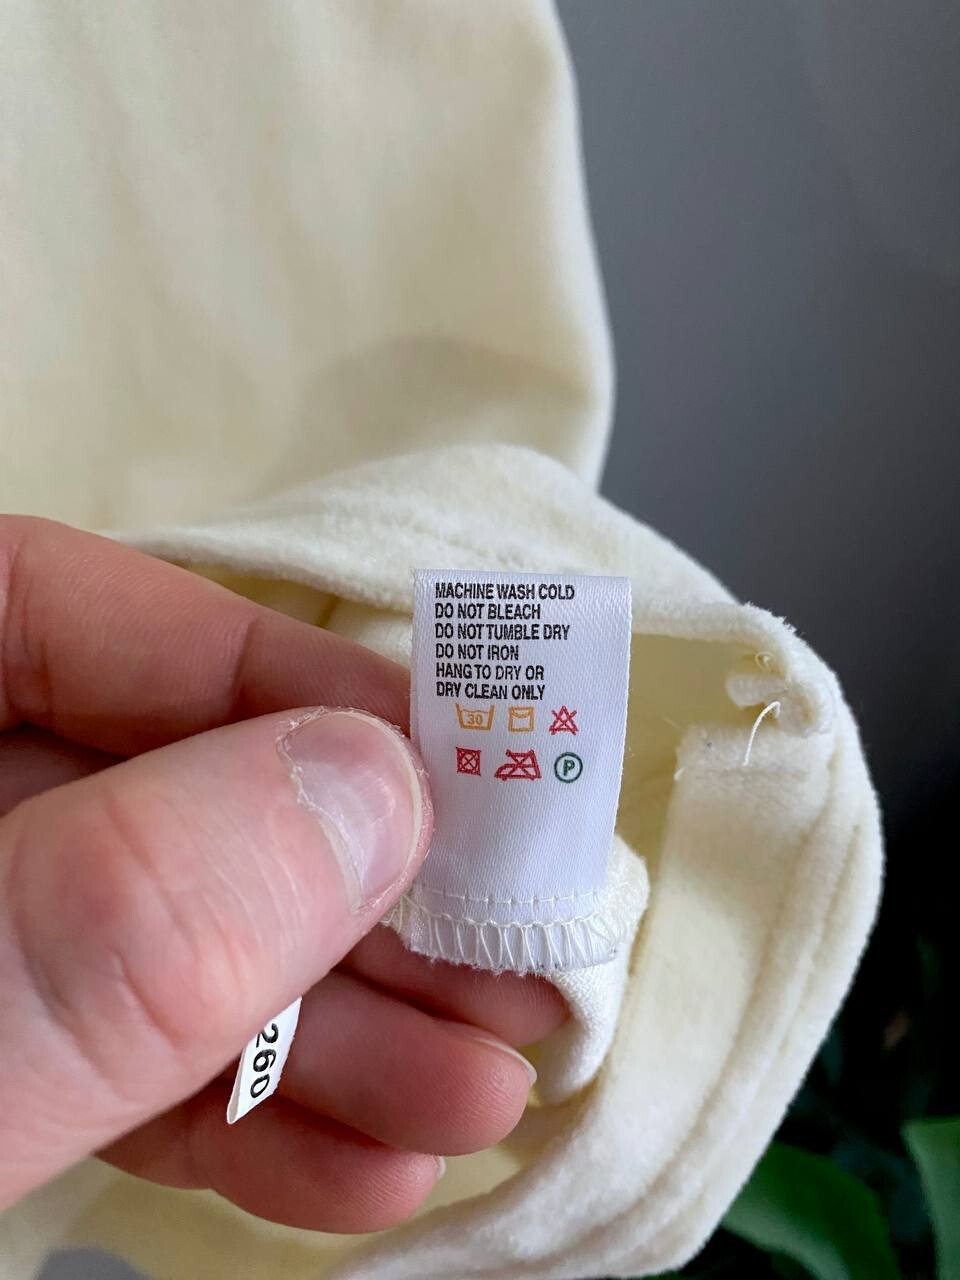 MACHINE WASH COLD
DO NOT BLEACH
DO NOT TUMBLE DRY
DO NOT IRON
HANG TO DRY OR
DRY CLEAN ONLY
30
P
260